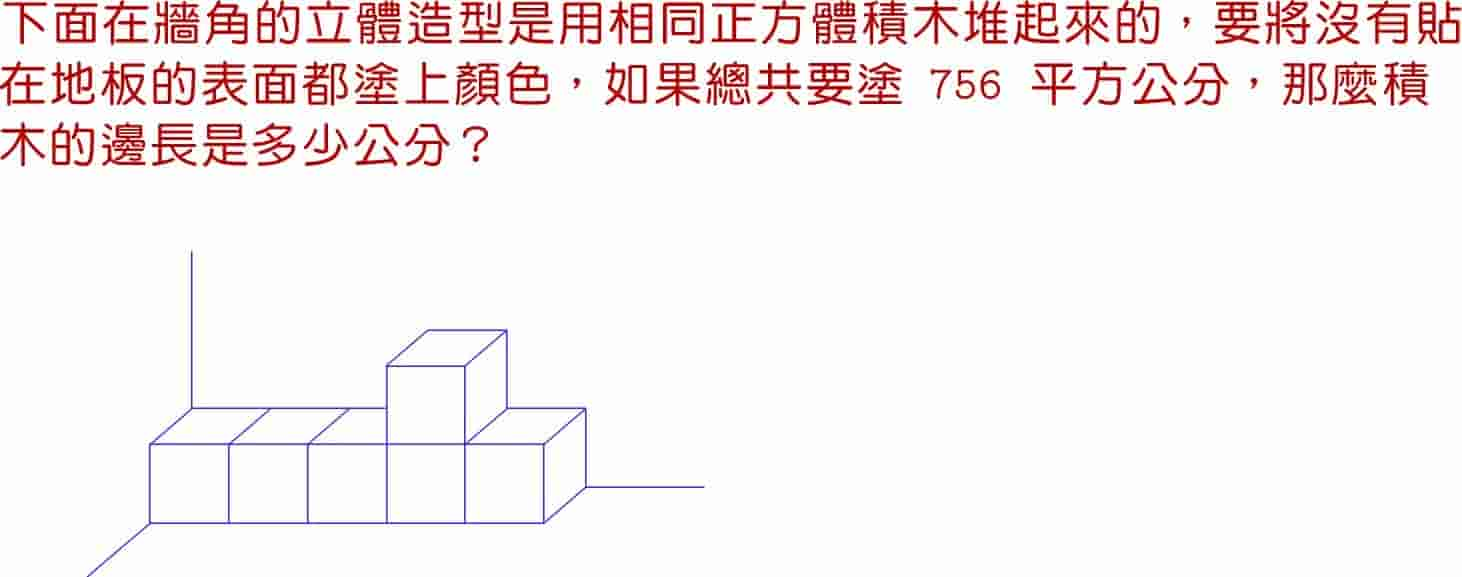 下面在牆角的立體造型是用相同正方體積木堆起來的，要將沒有貼
在地板的表面都塗上顏色，如果總共要塗 756 平方公分，那麼積
木的邊長是多少公分？